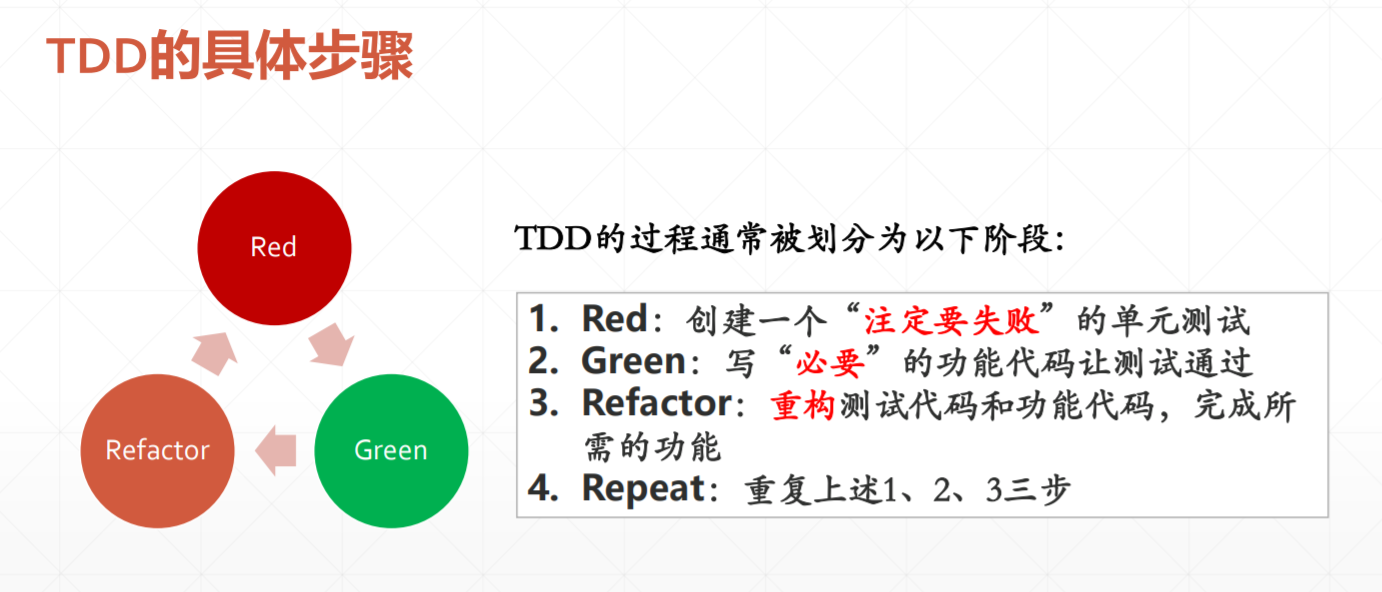 TDD的具体步骤
Red
Green
Refactor
TDD的过程通常被划分为以下阶段：
1. Red：创建一个“注定要失败”的单元测试
2. Green：写“必要”的功能代码让测试通过
3. Refactor：重构测试代码和功能代码，完成所
需的功能
4. Repeat：重复上述1、2、3三步